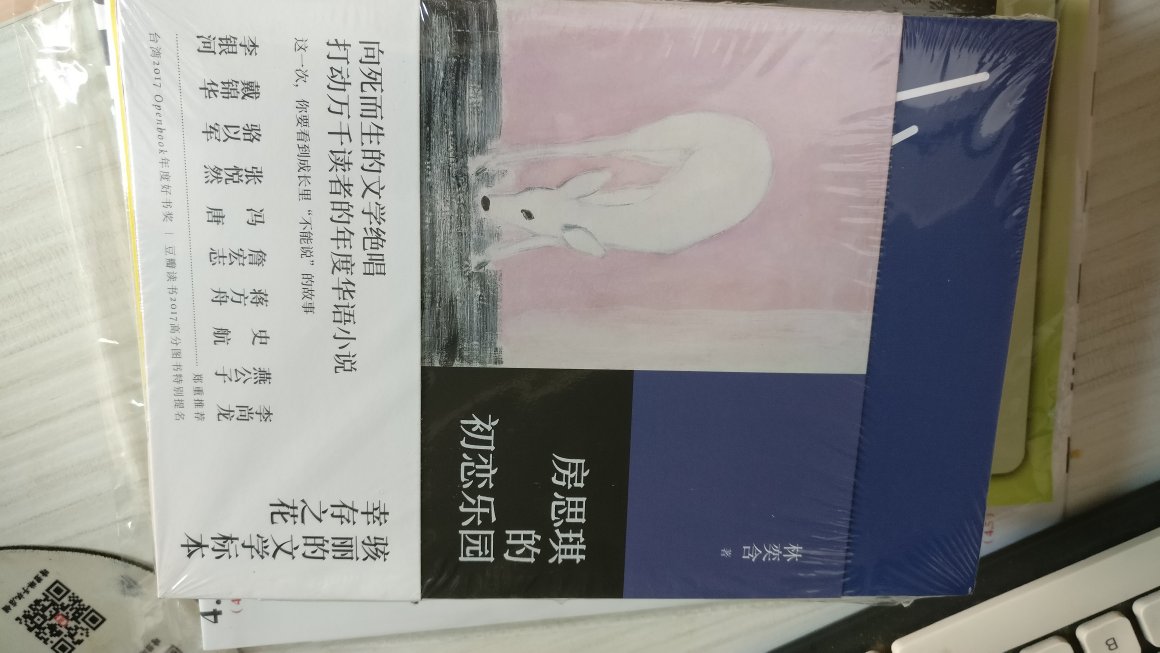 林奕含 著
房思琪
的
初恋乐园
向死而生的文学绝唱
打动万千读者的年度华语小说
这一次，你要看到成长里“不能说”的故事
李银河 戴锦华 骆以军 张悦然 冯唐 詹宏志 蒋方舟 史航 燕公子 李尚龙
郑重推荐
台湾2017 Openbook年度好书奖 | 豆瓣读书2017高分图书特别提名
骇丽的文学标本
幸存之花
B